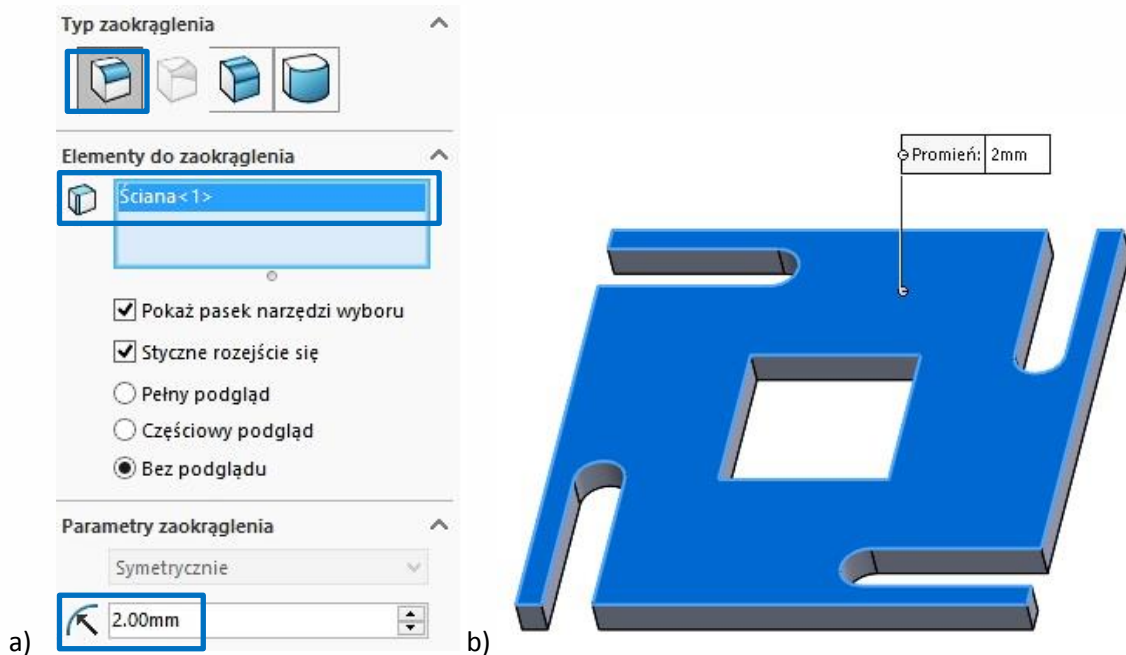 Typ zaokrąglenia
Elementy do zaokrąglenia
Ściana<1>
Pokaż pasek narzędzi wyboru
Styczne rozejście się
Pełny podgląd
Częściowy podgląd
Bez podglądu
Parametry zaokrąglenia
Symetrycznie
2.00mm
a)
Promień: 2mm
b)